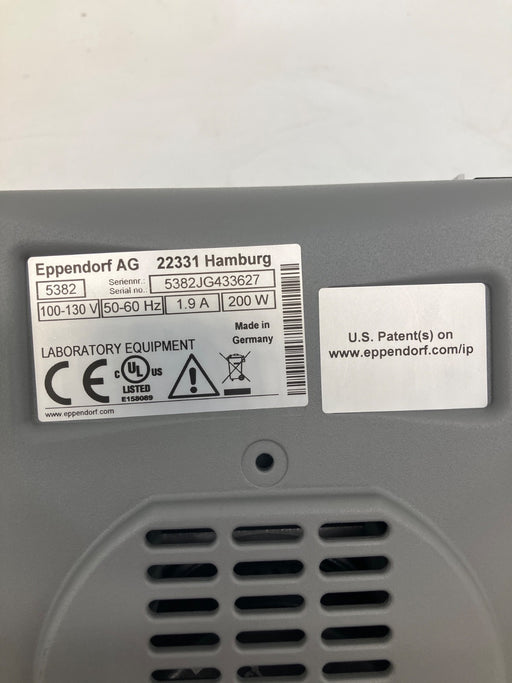 Eppendorf AG 22331 Hamburg
5382 Seriennr.: Serial no.: 5382JG433627
100-130 V 50-60 Hz 1.9 A 200 W
Made in
Germany
LABORATORY EQUIPMENT
CE C UL US
LISTED
E158089
www.eppendorf.com
U.S. Patent(s) on
www.eppendorf.com/ip